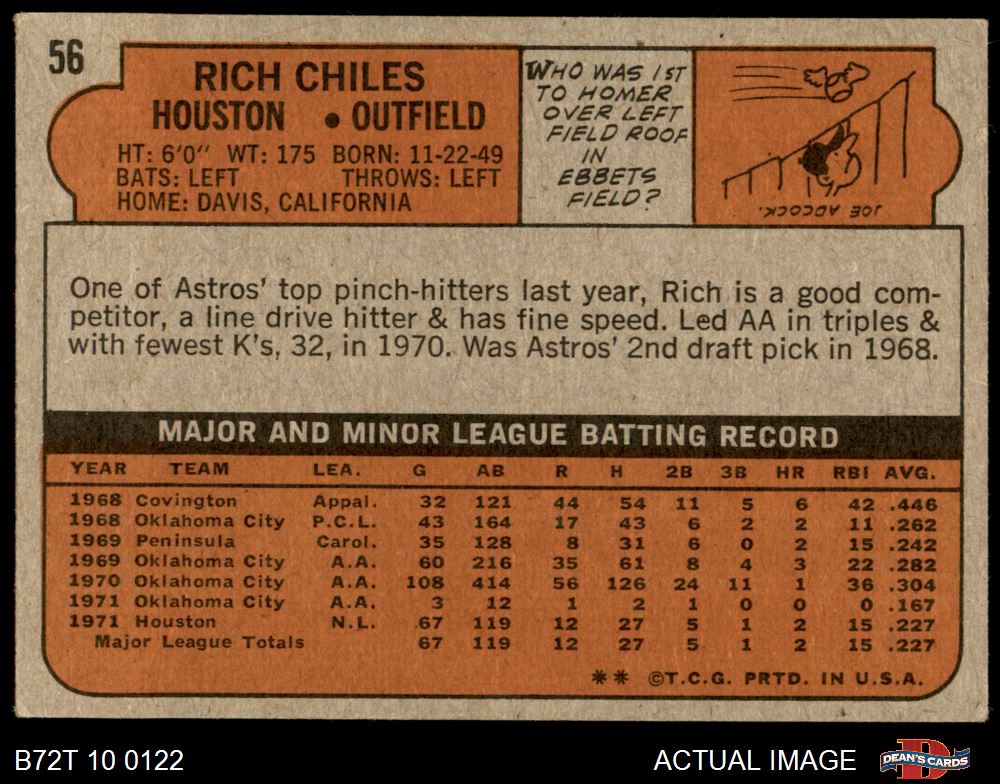 56
RICH CHILES
HOUSTON • OUTFIELD
HT: 6'0" WT: 175 BORN: 11-22-49
BATS: LEFT THROWS: LEFT
HOME: DAVIS, CALIFORNIA
WHO WAS 1ST
TO HOMER
OVER LEFT
FIELD ROOF
IN
EBBETS
FIELD?
JOE ADCOCK.
One of Astros' top pinch-hitters last year, Rich is a good com-
petitor, a line drive hitter & has fine speed. Led AA in triples &
with fewest K's, 32, in 1970. Was Astros' 2nd draft pick in 1968.
MAJOR AND MINOR LEAGUE BATTING RECORD
YEAR TEAM LEA. G AB R H 2B 3B HR RBI AVG.
1968 Covington Appal. 32 121 44 54 11 5 6 42 .446
1968 Oklahoma City P.C.L. 43 164 17 43 6 2 2 11 .262
1969 Peninsula Carol. 35 128 8 31 6 0 2 15 .242
1969 Oklahoma City A.A. 60 216 35 61 8 4 3 22 .282
1970 Oklahoma City A.A. 108 414 56 126 24 11 1 36 .304
1971 Oklahoma City A.A. 3 12 1 2 1 0 0 0 .167
1971 Houston N.L. 67 119 12 27 5 1 2 15 .227
Major League Totals 67 119 12 27 5 1 2 15 .227
** ©T.C.G. PRTD. IN U.S.A.
B72T 10 0122 ACTUAL IMAGE
D
DEAN'S CARDS